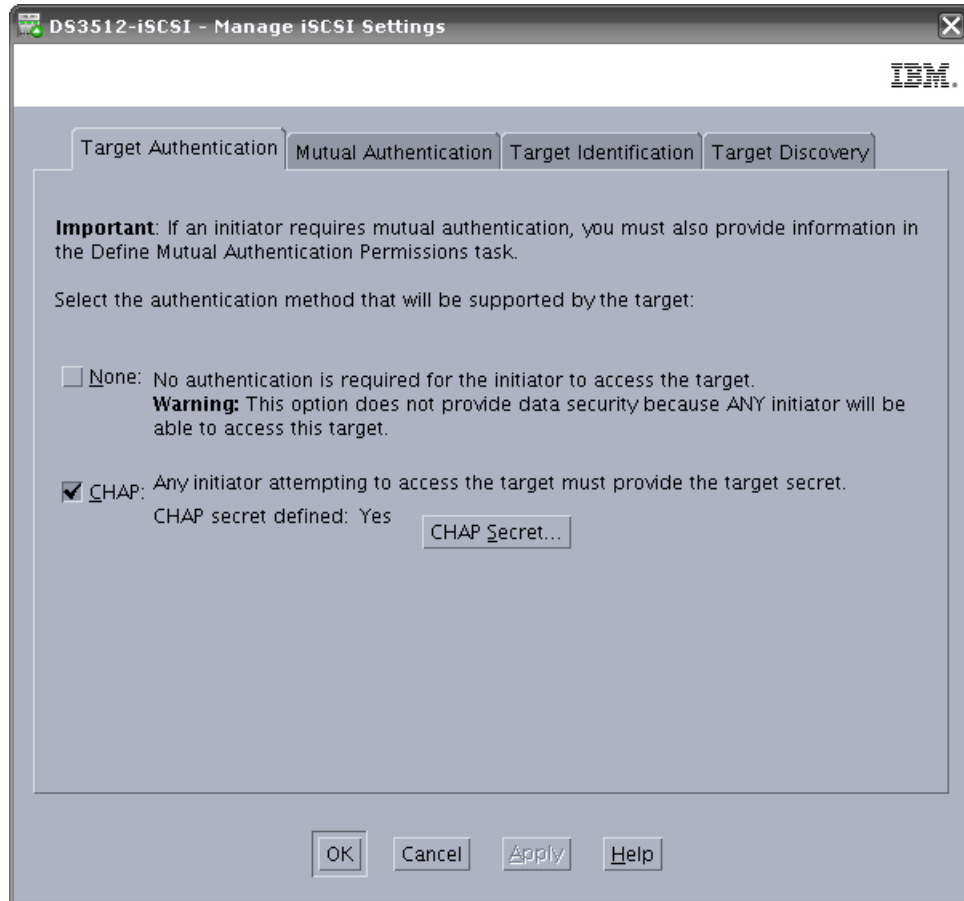 DS3512-iSCSI - Manage iSCSI Settings
IBM.
Target Authentication
Mutual Authentication
Target Identification
Target Discovery
Important: If an initiator requires mutual authentication, you must also provide information in
the Define Mutual Authentication Permissions task.
Select the authentication method that will be supported by the target:
None: No authentication is required for the initiator to access the target.
Warning: This option does not provide data security because ANY initiator will be
able to access this target.
CHAP: Any initiator attempting to access the target must provide the target secret.
CHAP secret defined: Yes
CHAP Secret...
OK
Cancel
Apply
Help